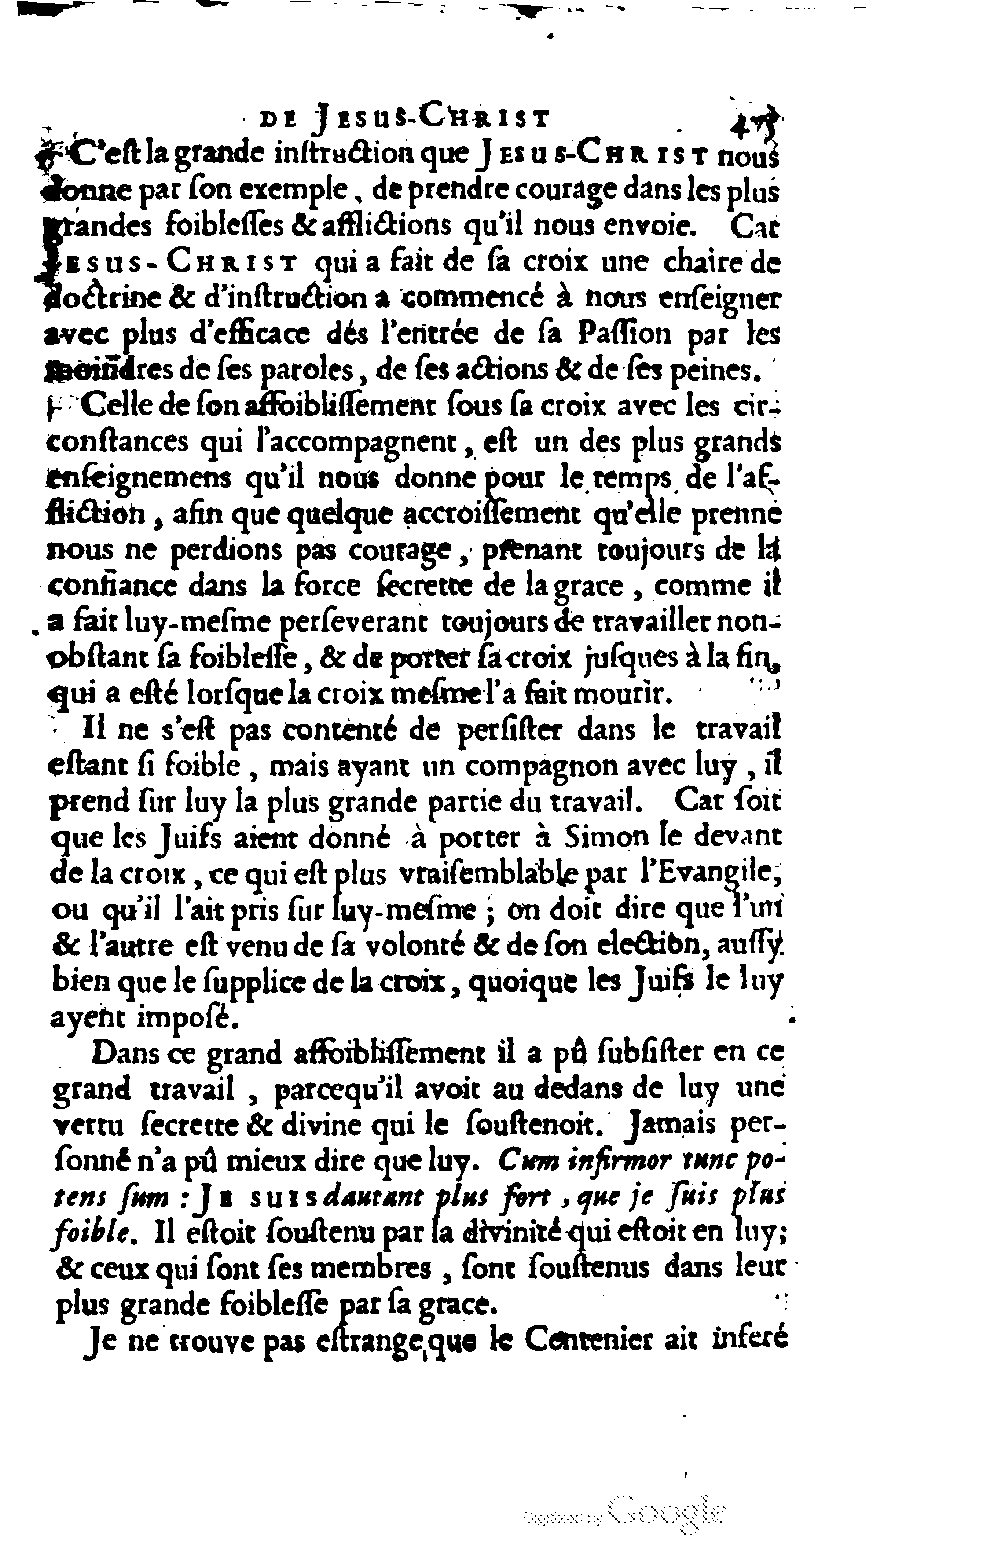 DE JESUS-CHRIST
C'eſt la grande inſtruction que JESUS-CHRIST nous
donne par ſon exemple, de prendre courage dans les plus
grandes foibleſſes & afflictions qu'il nous envoie. Car
JESUS-CHRIST qui a fait de ſa croix une chaire de
doctrine & d'inſtruction a commencé à nous enſeigner
avec plus d'efficace dés l'entrée de ſa Paſſion par les
moindres de ſes paroles, de ſes actions & de ſes peines.
Celle de ſon affoibliſſement ſous ſa croix avec les cir-
conſtances qui l'accompagnent, eſt un des plus grands
enſeignemens qu'il nous donne pour le temps de l'af-
fliction, afin que quelque accroiſſement qu'elle prenne
nous ne perdions pas courage, prenant toujours de la
confiance dans la force ſecrette de la grace, comme il
a fait luy-meſme perſeverant toujours de travailler non-
obſtant ſa foibleſſe, & de porter ſa croix juſques à la fin,
qui a eſté lorſque la croix meſme l'a fait mourir.
Il ne s'eſt pas contenté de perſiſter dans le travail
eſtant ſi foible, mais ayant un compagnon avec luy, il
prend ſur luy la plus grande partie du travail. Car ſoit
que les Juifs aient donné à porter à Simon le devant
de la croix, ce qui eſt plus vraiſemblable par l'Evangile,
ou qu'il l'ait pris ſur luy-meſme; on doit dire que l'un
& l'autre eſt venu de ſa volonté & de ſon election, auſſy
bien que le ſupplice de la croix, quoique les Juifs le luy
ayent impoſé.
Dans ce grand affoibliſſement il a pû ſubſiſter en ce
grand travail, parcequ'il avoit au dedans de luy une
vertu ſecrette & divine qui le ſouſtenoit. Jamais per-
ſonne n'a pû mieux dire que luy. Cum infirmor tunc po-
tens ſum: JE SUIS dautant plus fort, que je ſuis plus
foible. Il eſtoit ſouſtenu par la divinité qui eſtoit en luy;
& ceux qui ſont ſes membres, ſont ſouſtenus dans leur
plus grande foibleſſe par ſa grace.
Je ne trouve pas eſtrange que le Centenier ait inferé
Digitized by Google